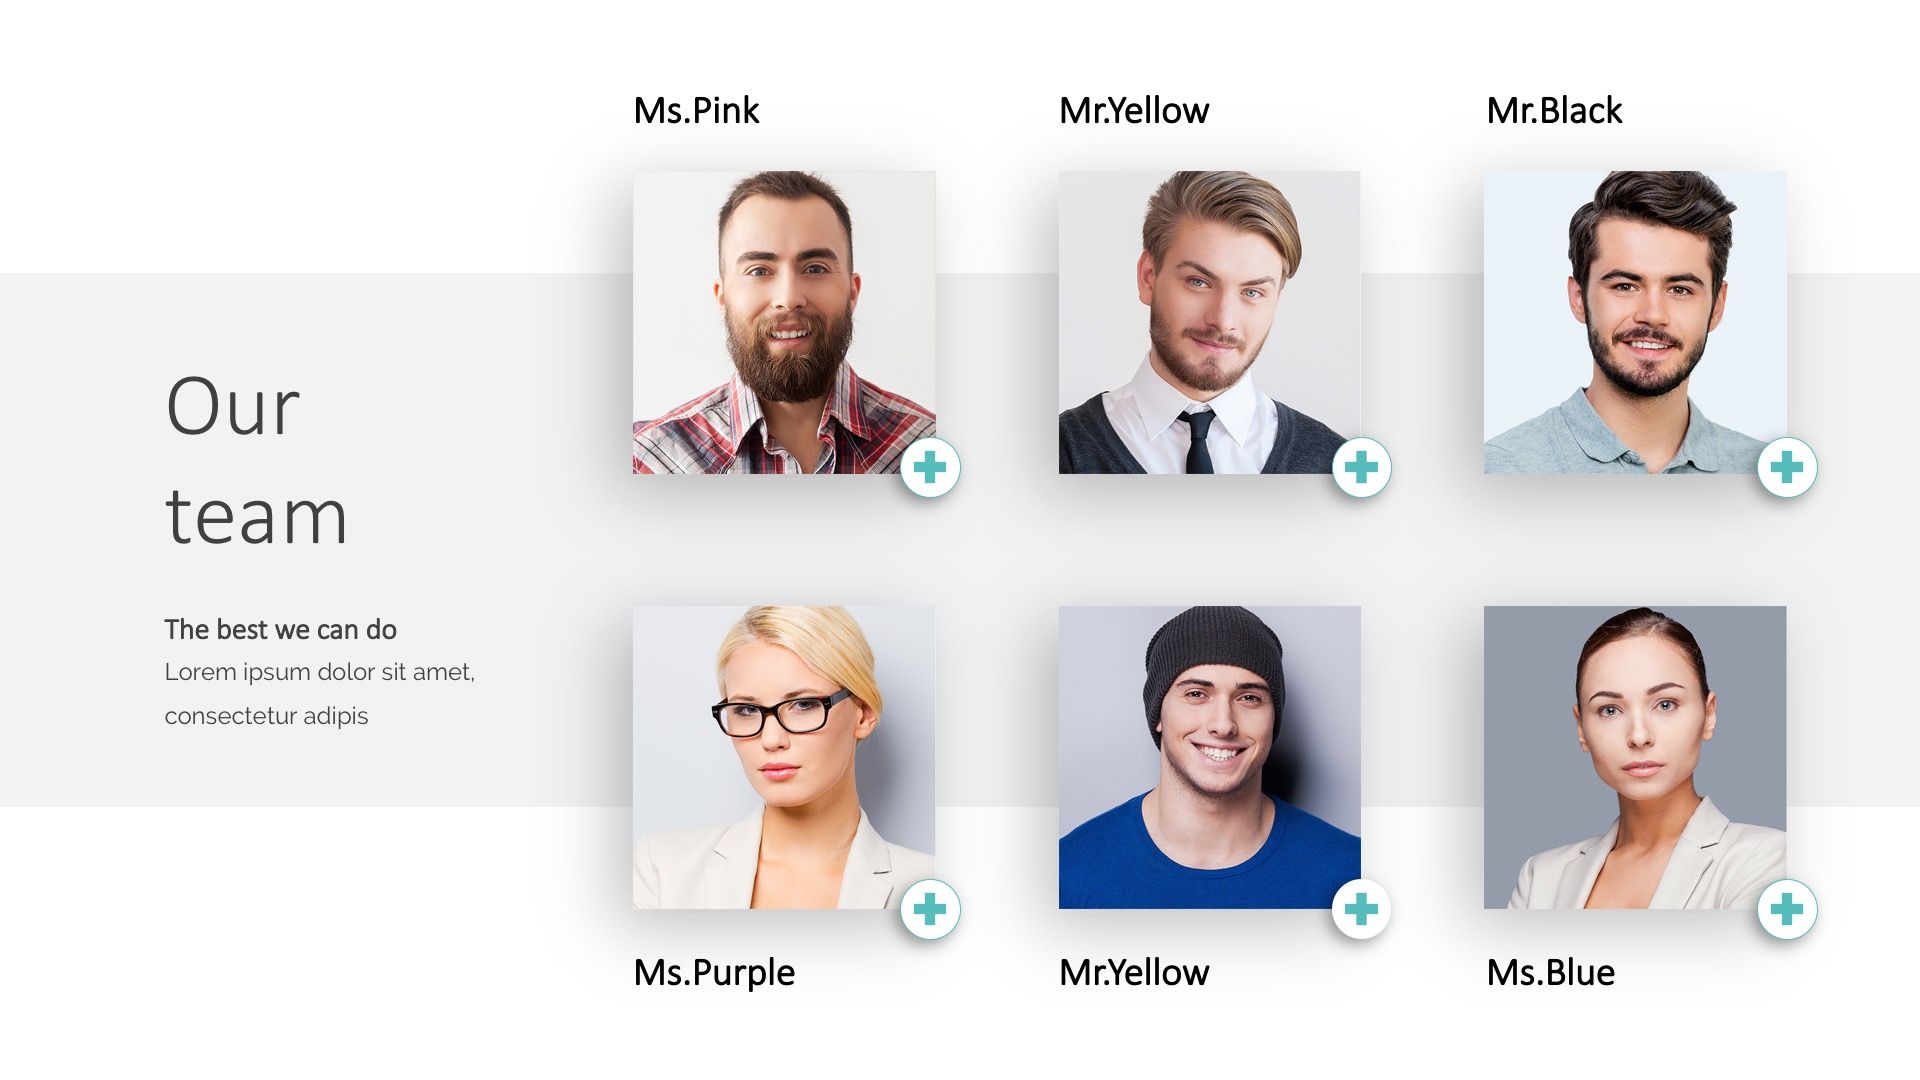 Ms.Pink
Mr.Yellow
Mr.Black
Our
team
The best we can do
Lorem ipsum dolor sit amet,
consectetur adipis
Ms.Purple
Mr.Yellow
Ms.Blue